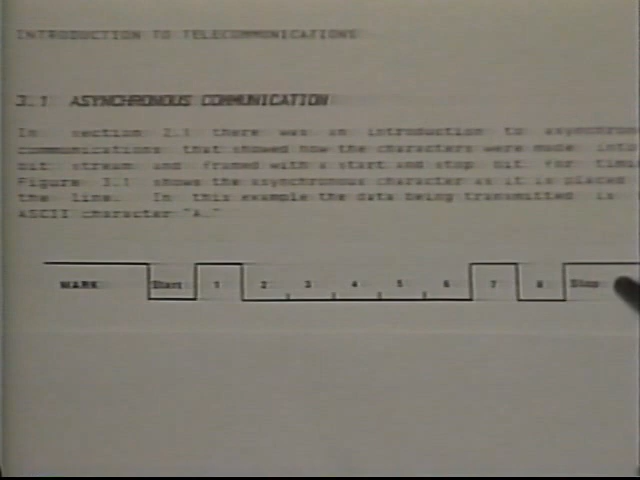 INTRODUCTION TO TELECOMMUNICATIONS
3.1 ASYNCHRONOUS COMMUNICATION
In section 2.1 there was an introduction to asynchron
communications that showed how the characters were made into
bit stream and framed with a start and stop bit for timi
Figure 3.1 shows the asynchronous character as it is placed
the line. In this example the data being transmitted is
ASCII character "A."
MARK Start 1 2 3 4 5 6 7 8 Stop